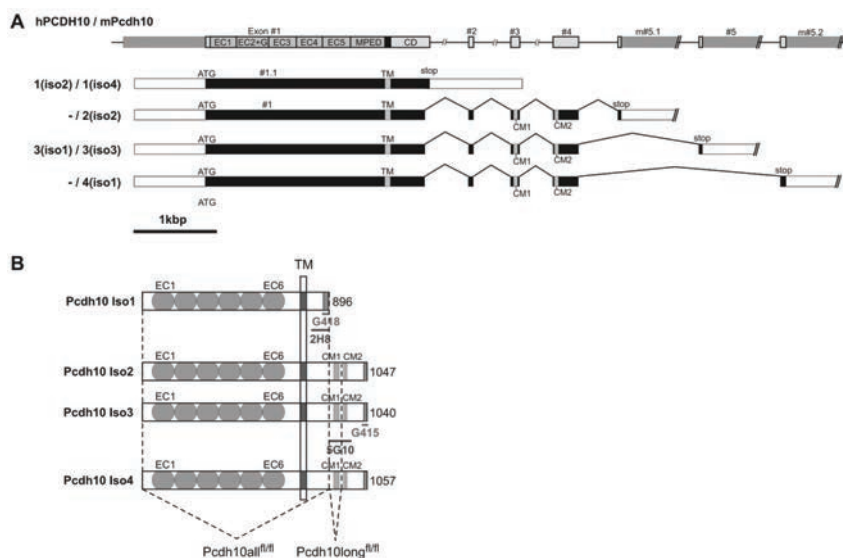 A
hPCDH10 / mPcdh10
Exon #1 #2 #3 #4 m#5.1 #5 m#5.2
EC1 EC2+G EC3 EC4 EC5 MPED CD
ATG #1.1 TM stop
1(iso2) / 1(iso4)
ATG #1 TM CM1 CM2 stop
- / 2(iso2)
ATG TM CM1 CM2 stop
3(iso1) / 3(iso3)
ATG TM CM1 CM2 stop
- / 4(iso1)
ATG
1kbp
B
TM
EC1 EC6
Pcdh10 Iso1 896
G418
2H8
EC1 EC6 CM1 CM2
Pcdh10 Iso2 1047
EC1 EC6 CM1 CM2
Pcdh10 Iso3 1040
G415
5G10
EC1 EC6 CM1 CM2
Pcdh10 Iso4 1057
Pcdh10all^fl/fl Pcdh10long^fl/fl